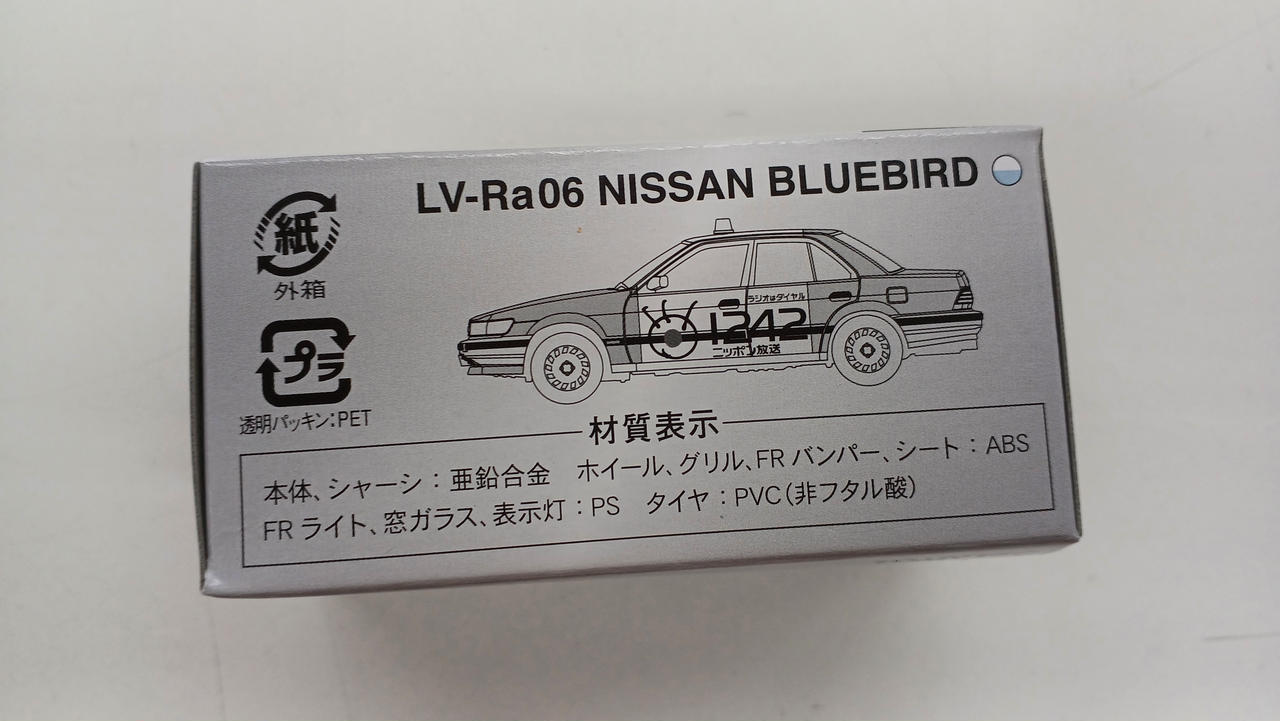 LV-Ra06 NISSAN BLUEBIRD
紙
外箱
プラ
透明パッキン:PET
ラジオはダイヤル
1242
ニッポン放送
材質表示
本体、シャーシ:亜鉛合金 ホイール、グリル、FRバンパー、シート:ABS
FRライト、窓ガラス、表示灯:PS タイヤ:PVC(非フタル酸)